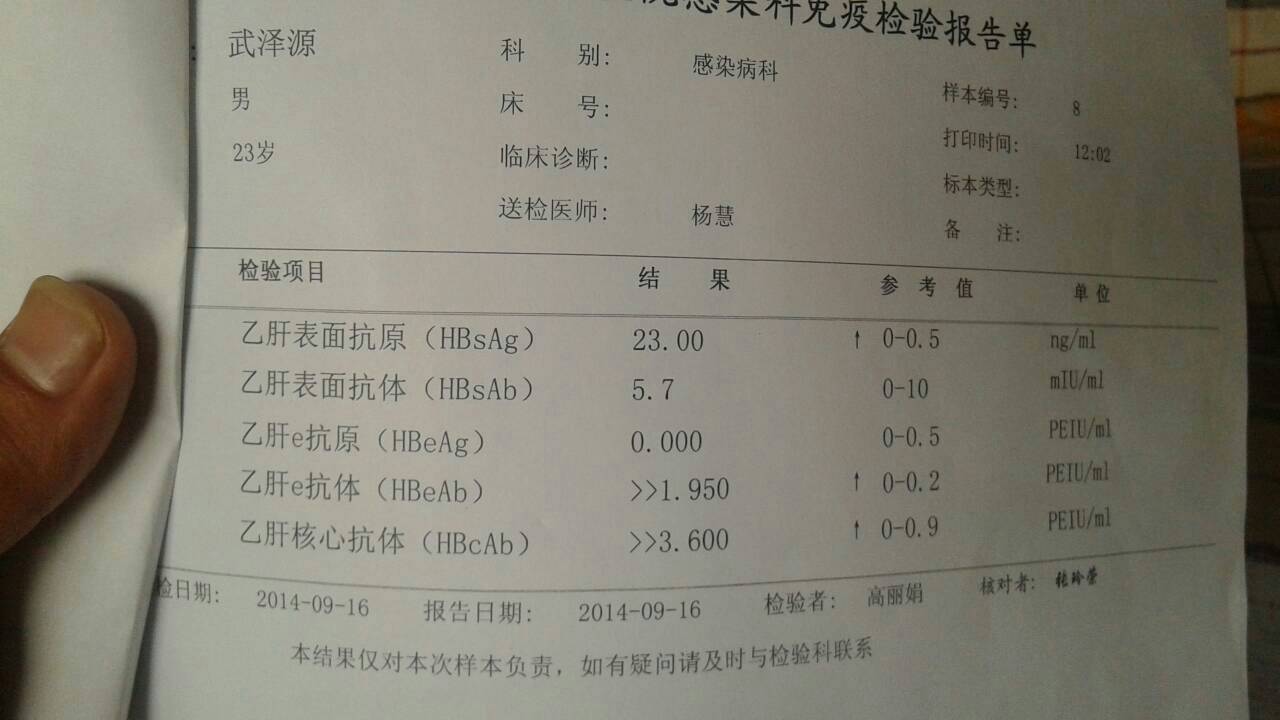 感染科免疫检验报告单
武泽源 科 别: 感染病科 样本编号: 8
男 床 号: 打印时间: 12:02
23岁 临床诊断: 标本类型:
送检医师: 杨慧 备 注:
检验项目 结 果 参 考 值 单 位
乙肝表面抗原（HBsAg） 23.00 ↑ 0-0.5 ng/ml
乙肝表面抗体（HBsAb） 5.7 0-10 mIU/ml
乙肝e抗原（HBeAg） 0.000 0-0.5 PEIU/ml
乙肝e抗体（HBeAb） >>1.950 ↑ 0-0.2 PEIU/ml
乙肝核心抗体（HBcAb） >>3.600 ↑ 0-0.9 PEIU/ml
检日期: 2014-09-16 报告日期: 2014-09-16 检验者: 高丽娟 核对者:
本结果仅对本次样本负责，如有疑问请及时与检验科联系